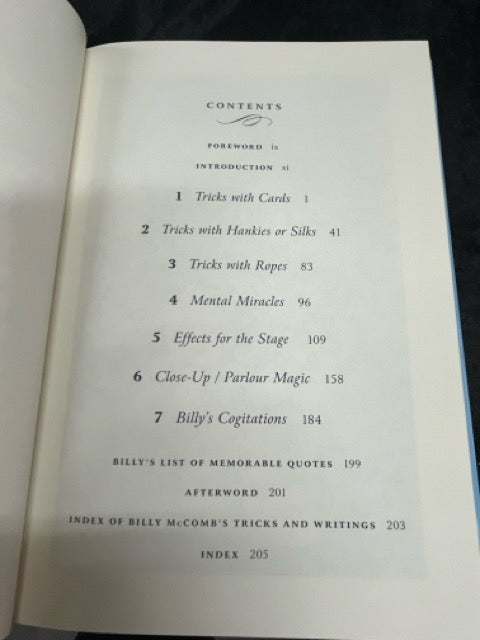 CONTENTS
FOREWORD ix
INTRODUCTION xi
1 Tricks with Cards 1
2 Tricks with Hankies or Silks 41
3 Tricks with Ropes 83
4 Mental Miracles 96
5 Effects for the Stage 109
6 Close-Up / Parlour Magic 158
7 Billy's Cogitations 184
BILLY'S LIST OF MEMORABLE QUOTES 199
AFTERWORD 201
INDEX OF BILLY McCOMB'S TRICKS AND WRITINGS 203
INDEX 205